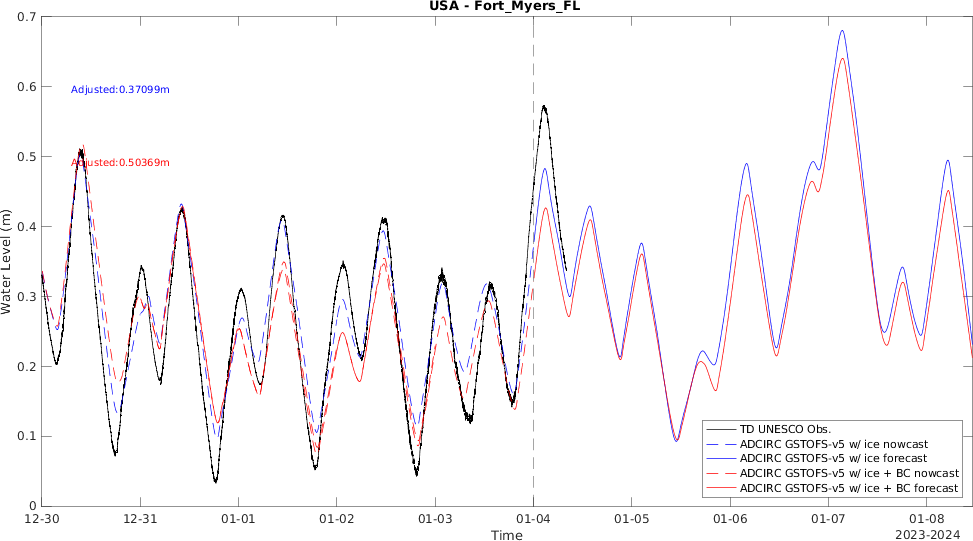 USA - Fort_Myers_FL
0.7
0.6
0.5
0.4
0.3
0.2
0.1
0
Water Level (m)
Adjusted:0.37099m
Adjusted:0.50369m
TD UNESCO Obs.
ADCIRC GSTOFS-v5 w/ ice nowcast
ADCIRC GSTOFS-v5 w/ ice forecast
ADCIRC GSTOFS-v5 w/ ice + BC nowcast
ADCIRC GSTOFS-v5 w/ ice + BC forecast
12-30 12-31 01-01 01-02 01-03 01-04 01-05 01-06 01-07 01-08
Time
2023-2024